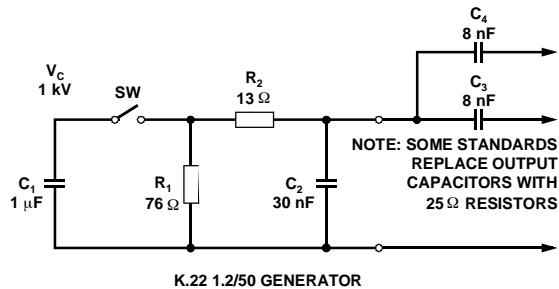 C4
8 nF
VC
1 kV
SW
R2
13 Ω
C3
8 nF
NOTE: SOME STANDARDS
REPLACE OUTPUT
CAPACITORS WITH
25 Ω RESISTORS
C1
1 μF
R1
76 Ω
C2
30 nF
K.22 1.2/50 GENERATOR